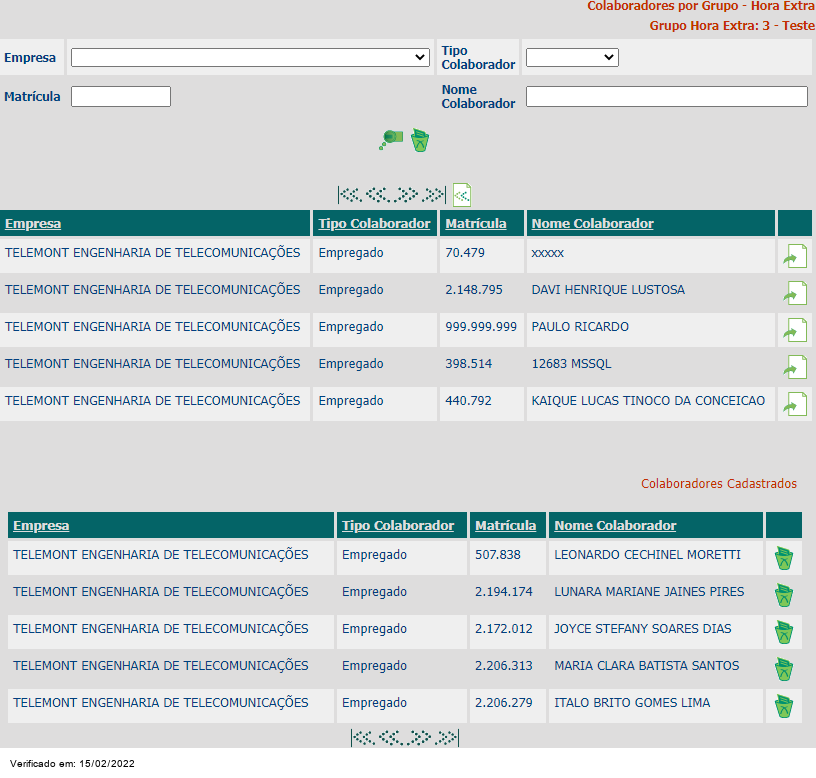 Colaboradores por Grupo - Hora Extra
Grupo Hora Extra: 3 - Teste
Empresa Tipo Colaborador
Matrícula Nome Colaborador
Empresa Tipo Colaborador Matrícula Nome Colaborador
TELEMONT ENGENHARIA DE TELECOMUNICAÇÕES Empregado 70.479 xxxxx
TELEMONT ENGENHARIA DE TELECOMUNICAÇÕES Empregado 2.148.795 DAVI HENRIQUE LUSTOSA
TELEMONT ENGENHARIA DE TELECOMUNICAÇÕES Empregado 999.999.999 PAULO RICARDO
TELEMONT ENGENHARIA DE TELECOMUNICAÇÕES Empregado 398.514 12683 MSSQL
TELEMONT ENGENHARIA DE TELECOMUNICAÇÕES Empregado 440.792 KAIQUE LUCAS TINOCO DA CONCEICAO
Colaboradores Cadastrados
Empresa Tipo Colaborador Matrícula Nome Colaborador
TELEMONT ENGENHARIA DE TELECOMUNICAÇÕES Empregado 507.838 LEONARDO CECHINEL MORETTI
TELEMONT ENGENHARIA DE TELECOMUNICAÇÕES Empregado 2.194.174 LUNARA MARIANE JAINES PIRES
TELEMONT ENGENHARIA DE TELECOMUNICAÇÕES Empregado 2.172.012 JOYCE STEFANY SOARES DIAS
TELEMONT ENGENHARIA DE TELECOMUNICAÇÕES Empregado 2.206.313 MARIA CLARA BATISTA SANTOS
TELEMONT ENGENHARIA DE TELECOMUNICAÇÕES Empregado 2.206.279 ITALO BRITO GOMES LIMA
Verificado em: 15/02/2022